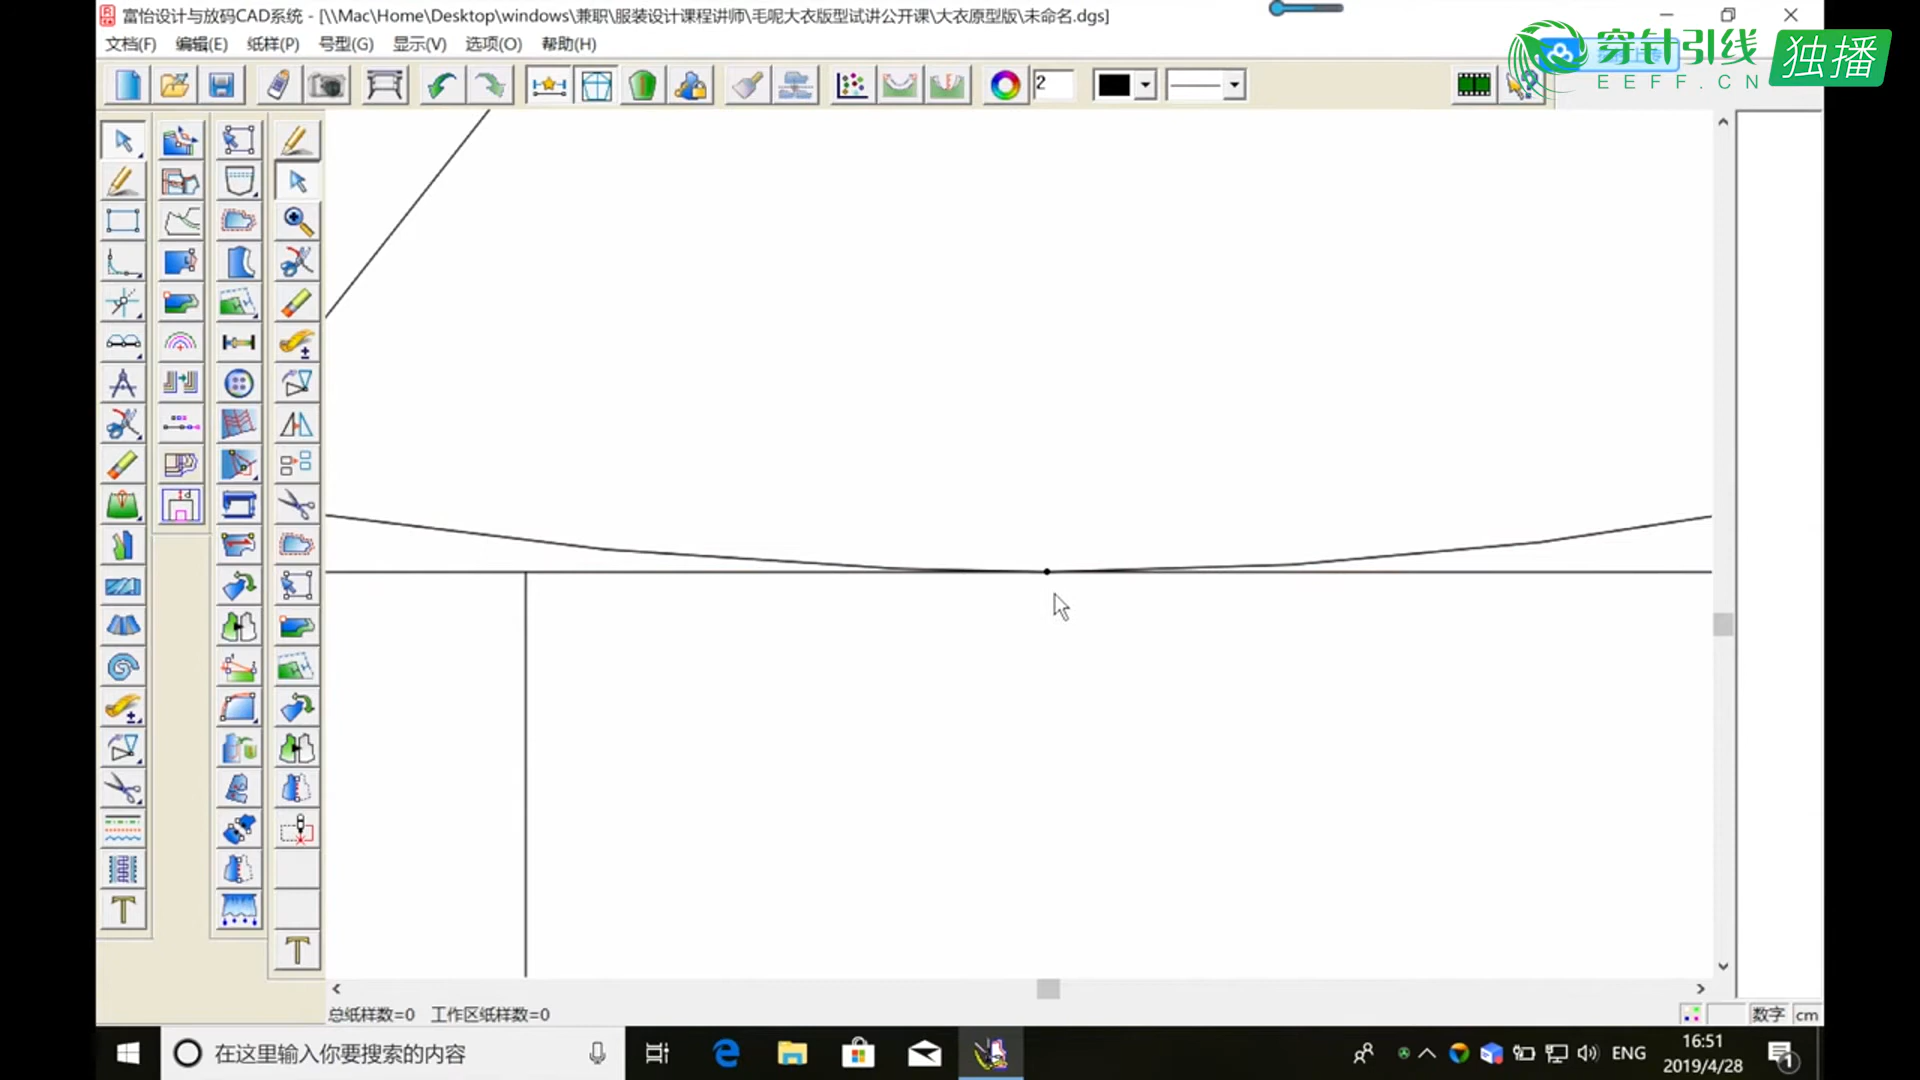 富怡设计与放码CAD系统 - [\\Mac\Home\Desktop\windows\兼职\服装设计课程讲师\毛呢大衣版型试讲公开课\大衣原型版\未命名.dgs]
文档(F) 编辑(E) 纸样(P) 号型(G) 显示(V) 选项(O) 帮助(H)
穿针引线 独播
EEFF.CN
2
总纸样数=0 工作区纸样数=0
数字 cm
在这里输入你要搜索的内容
ENG
16:51
2019/4/28
1